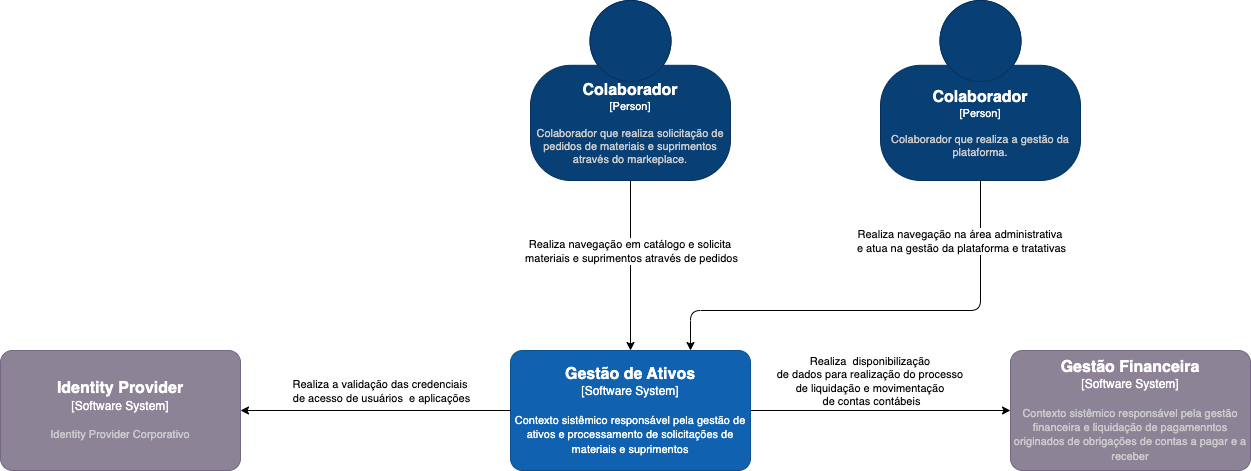 Colaborador
[Person]
Colaborador que realiza solicitação de
pedidos de materiais e suprimentos
através do markeplace.
Colaborador
[Person]
Colaborador que realiza a gestão da
plataforma.
Realiza navegação em catálogo e solicita
materiais e suprimentos através de pedidos
Realiza navegação na área administrativa
e atua na gestão da plataforma e tratativas
Identity Provider
[Software System]
Identity Provider Corporativo
Realiza a validação das credenciais
de acesso de usuários e aplicações
Gestão de Ativos
[Software System]
Contexto sistêmico responsável pela gestão de
ativos e processamento de solicitações de
materiais e suprimentos
Realiza disponibilização
de dados para realização do processo
de liquidação e movimentação
de contas contábeis
Gestão Financeira
[Software System]
Contexto sistêmico responsável pela gestão
financeira e liquidação de pagamenntos
originados de obrigações de contas a pagar e a
receber